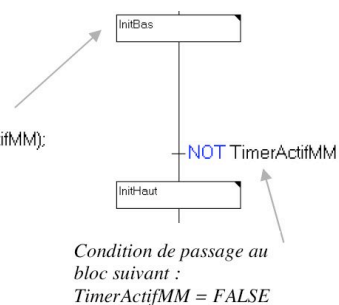 InitBas
ifMM);
NOT TimerActifMM
InitHaut
Condition de passage au
bloc suivant :
TimerActifMM = FALSE